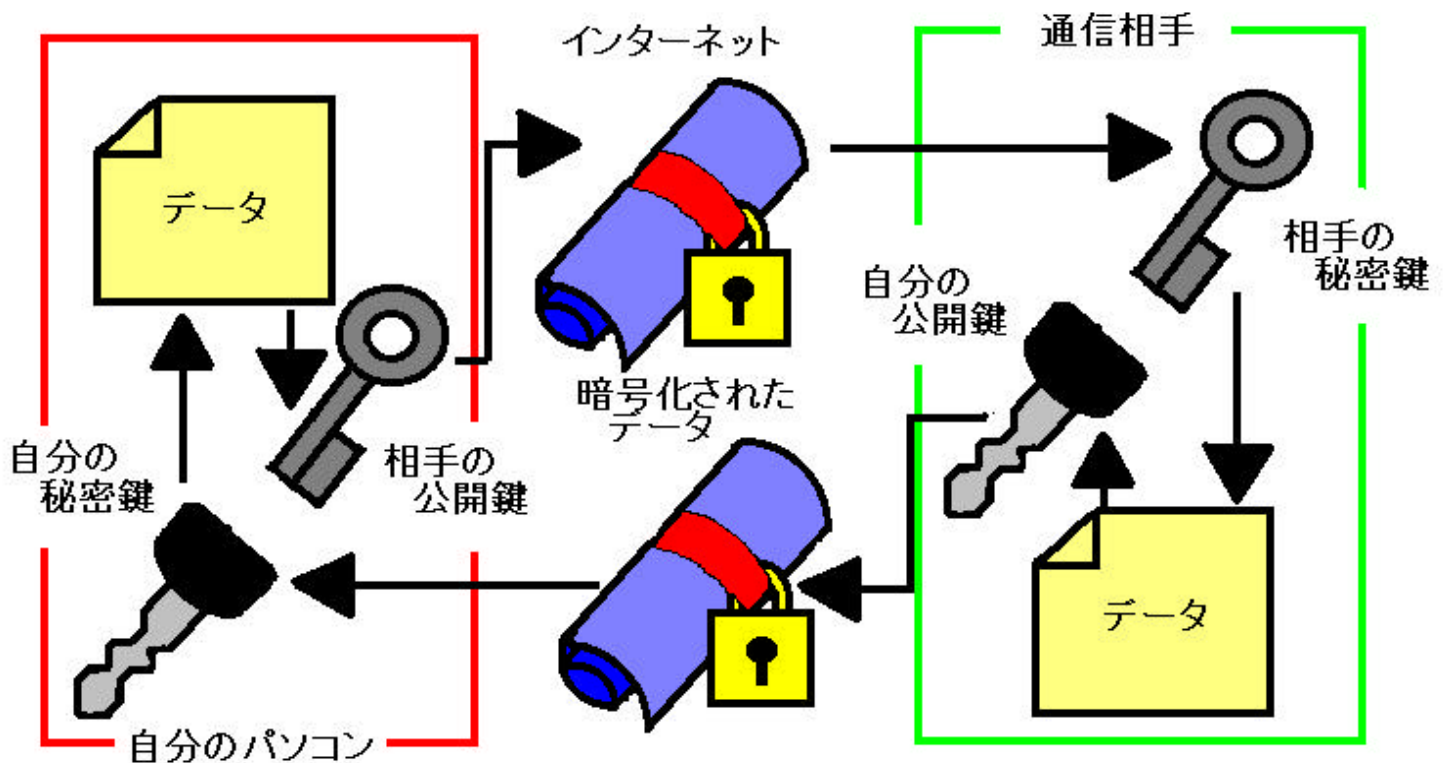 インターネット
通信相手
データ
相手の
秘密鍵
自分の
公開鍵
暗号化された
データ
自分の
秘密鍵
相手の
公開鍵
データ
自分のパソコン